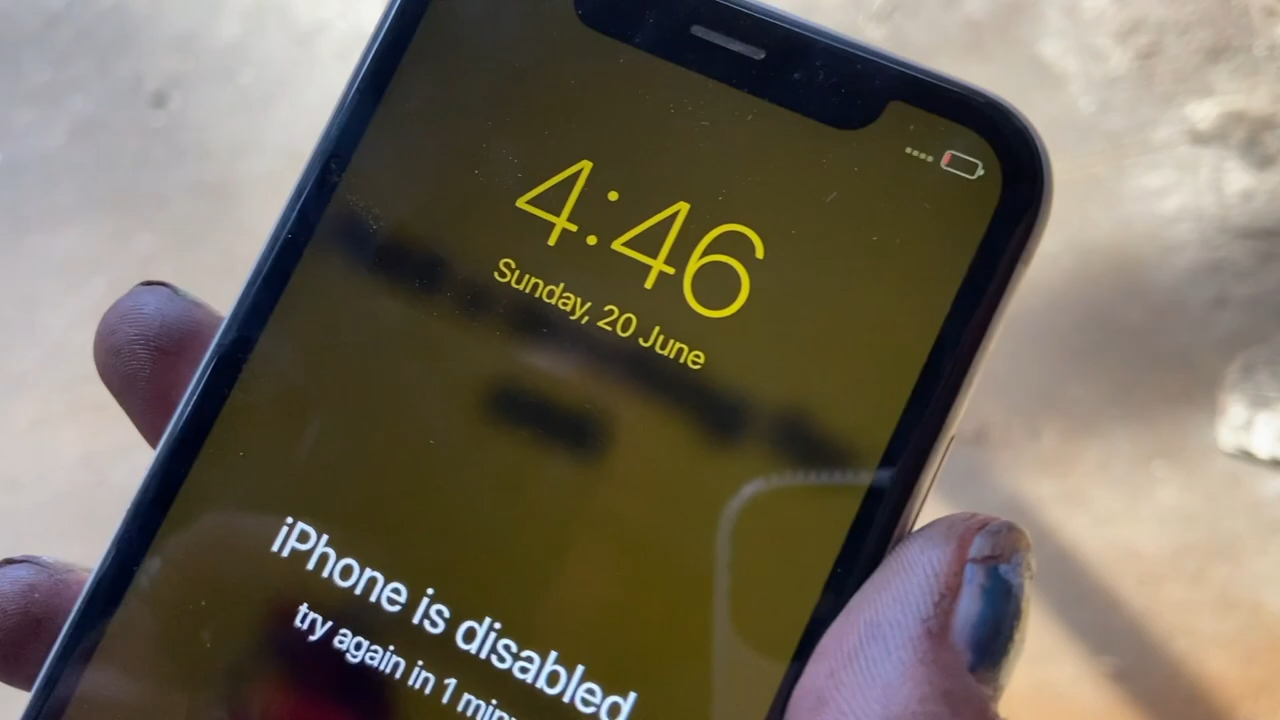 4:46
Sunday, 20 June
iPhone is disabled
try again in 1